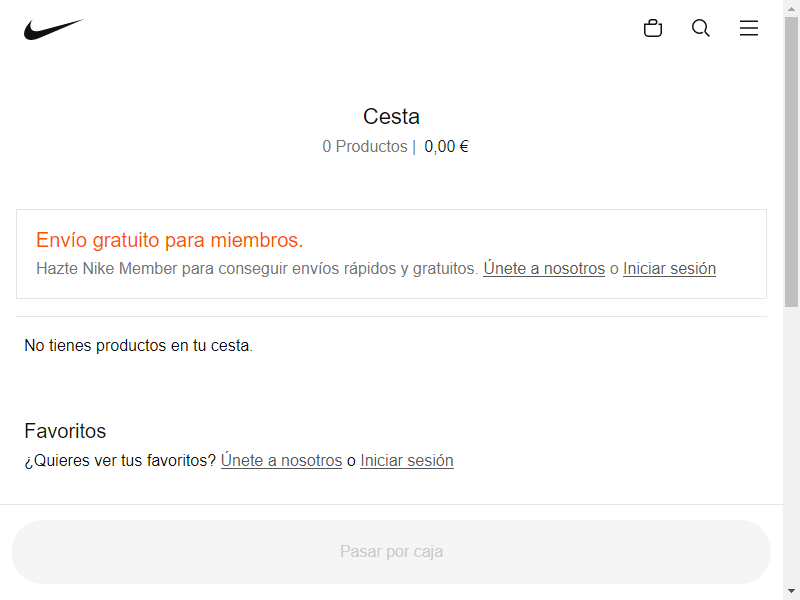 Cesta
0 Productos | 0,00 €
Envío gratuito para miembros.
Hazte Nike Member para conseguir envíos rápidos y gratuitos. Únete a nosotros o Iniciar sesión
No tienes productos en tu cesta.
Favoritos
¿Quieres ver tus favoritos? Únete a nosotros o Iniciar sesión
Pasar por caja